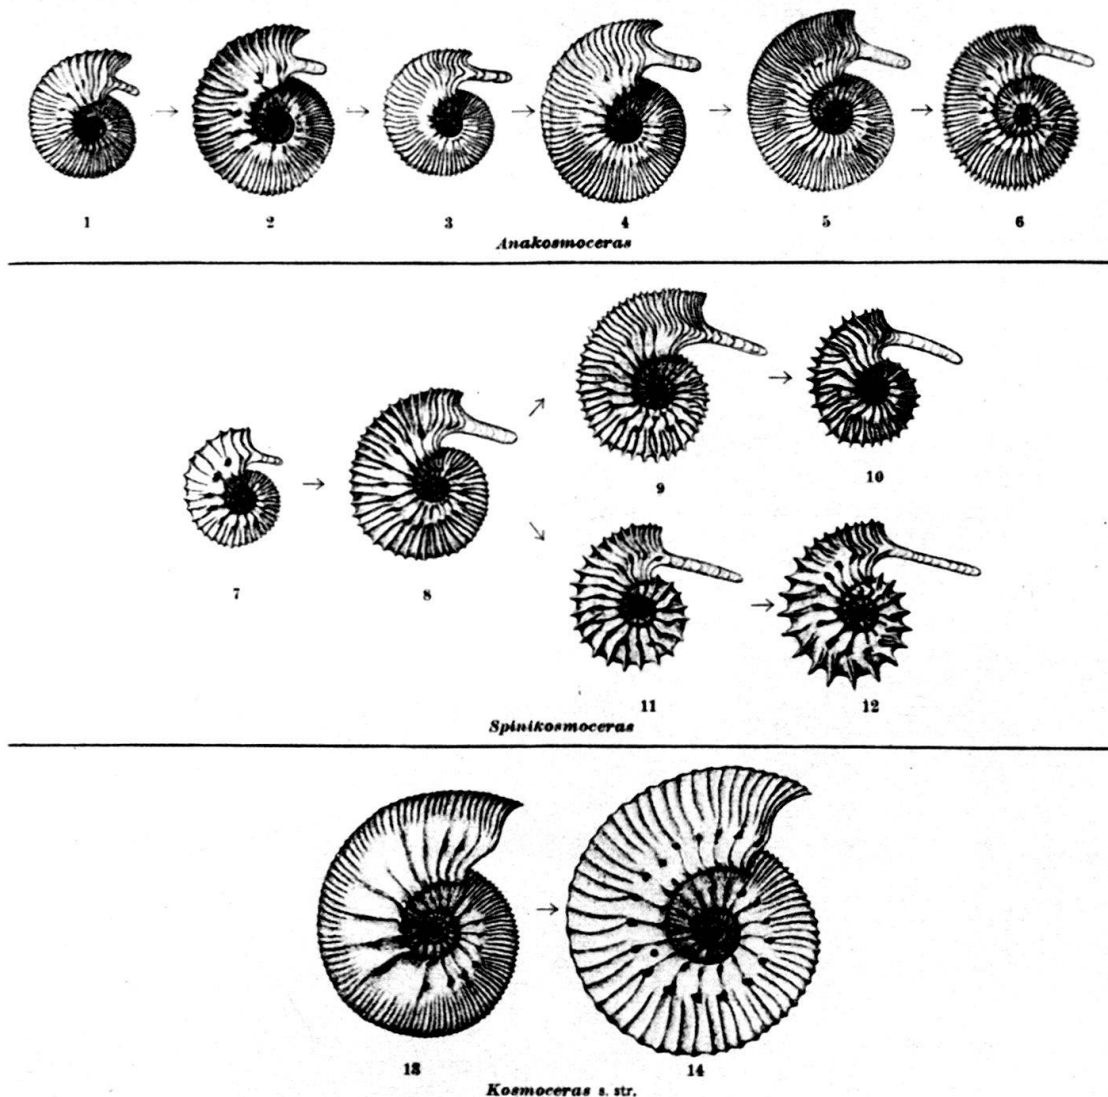 1 2 3 4 5 6
Anakosmoceras
9 10
7 8
11 12
Spinikosmoceras
13 14
Kosmoceras s. str.